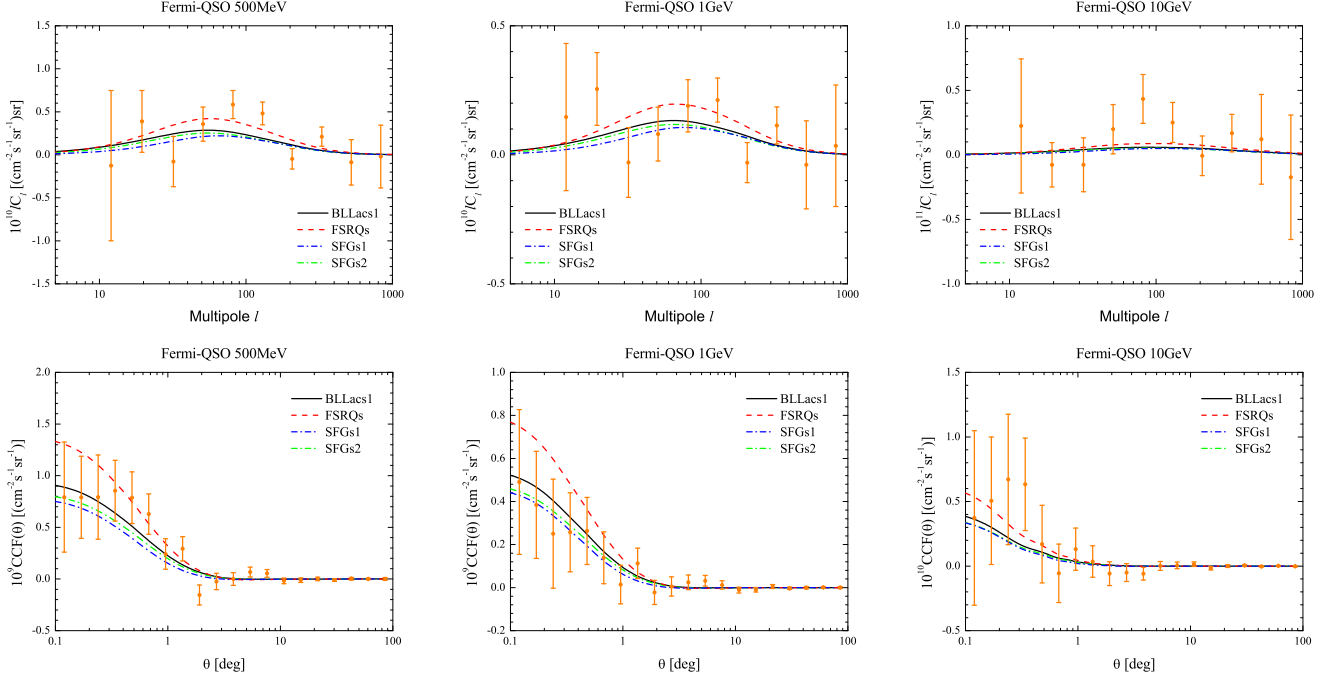 Fermi-QSO 500MeV
1.5
1.0
0.5
0.0
-0.5
-1.0
-1.5
10^10 lC_l [(cm^-2 s^-1 sr^-1)sr]
BLLacs1
FSRQs
SFGs1
SFGs2
10
100
1000
Multipole l
Fermi-QSO 1GeV
0.5
0.0
-0.5
10^10 lC_l [(cm^-2 s^-1 sr^-1)sr]
BLLacs1
FSRQs
SFGs1
SFGs2
10
100
1000
Multipole l
Fermi-QSO 10GeV
1.0
0.5
0.0
-0.5
-1.0
10^11 lC_l [(cm^-2 s^-1 sr^-1)sr]
BLLacs1
FSRQs
SFGs1
SFGs2
10
100
1000
Multipole l
Fermi-QSO 500MeV
2.0
1.5
1.0
0.5
0.0
-0.5
10^9 CCF(θ) [(cm^-2 s^-1 sr^-1)]
BLLacs1
FSRQs
SFGs1
SFGs2
0.1
1
10
100
θ [deg]
Fermi-QSO 1GeV
1.0
0.8
0.6
0.4
0.2
0.0
-0.2
10^9 CCF(θ) [(cm^-2 s^-1 sr^-1)]
BLLacs1
FSRQs
SFGs1
SFGs2
0.1
1
10
100
θ [deg]
Fermi-QSO 10GeV
1.5
1.0
0.5
0.0
-0.5
10^10 CCF(θ) [(cm^-2 s^-1 sr^-1)]
BLLacs1
FSRQs
SFGs1
SFGs2
0.1
1
10
100
θ [deg]